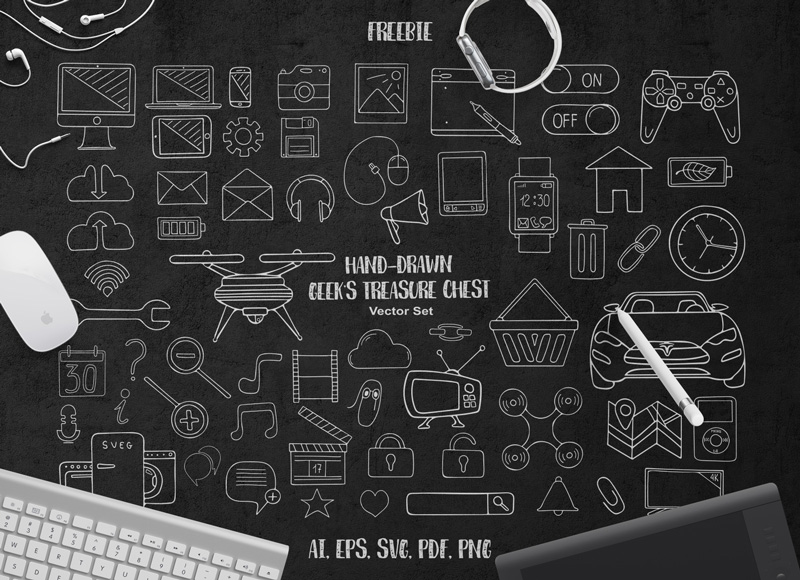 FREEBIE
ON
OFF
12:30
HAND-DRAWN
GEEK'S TREASURE CHEST
Vector Set
30
17
SVEG
4K
AI, EPS, SVG, PDF, PNG